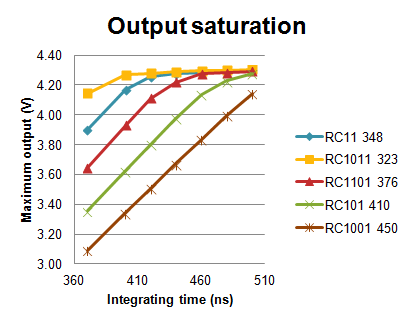 Output saturation
Maximum output (V)
4.40
4.20
4.00
3.80
3.60
3.40
3.20
3.00
360
410
460
510
Integrating time (ns)
RC11 348
RC1011 323
RC1101 376
RC101 410
RC1001 450